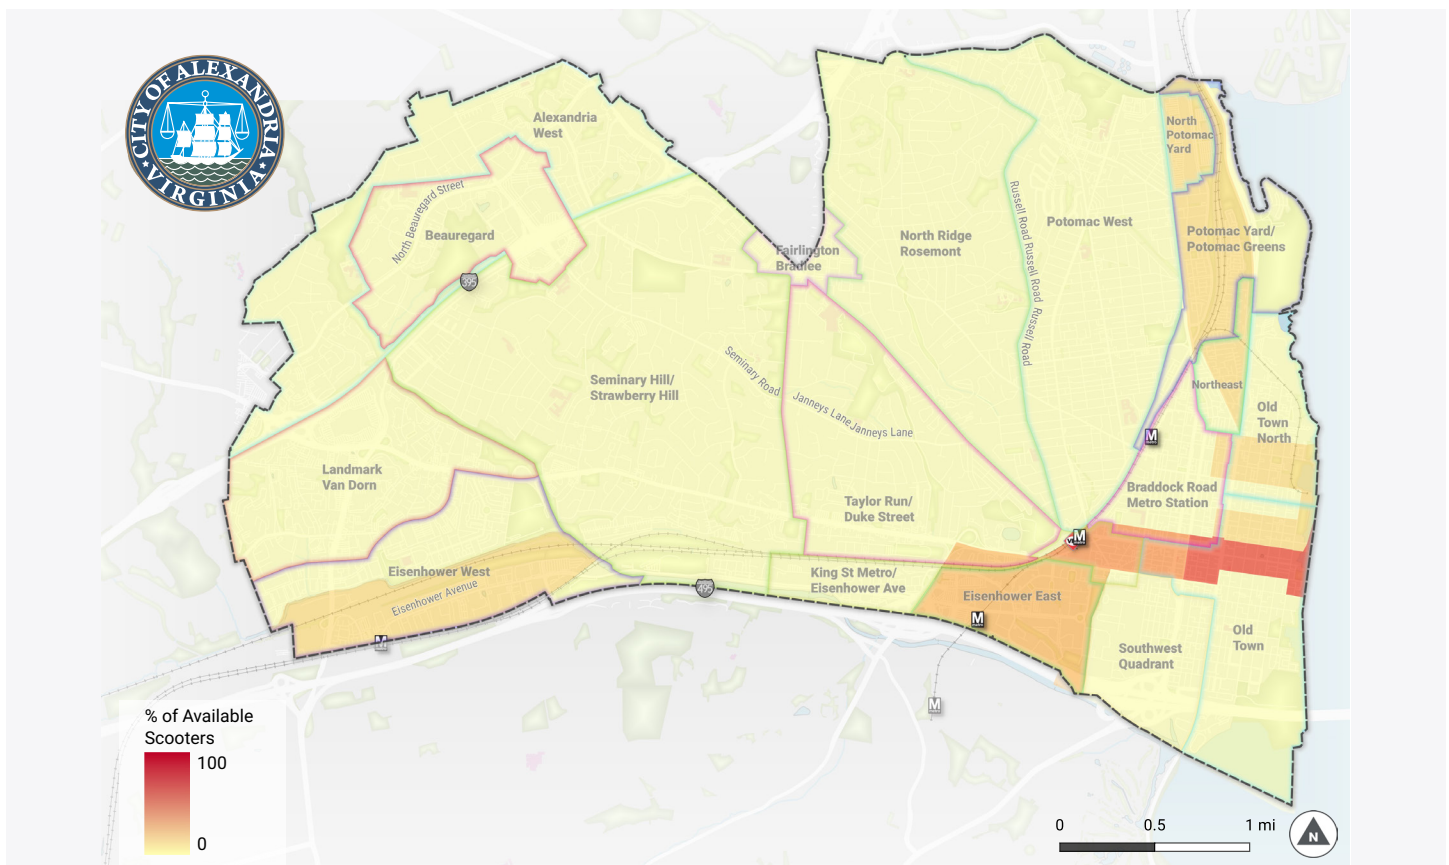 CITY OF ALEXANDRIA
VIRGINIA
Alexandria
West
North
Potomac
Yard
North Beauregard Street
Beauregard
Fairlington
Bradlee
North Ridge
Rosemont
Russell Road Russell Road Russell Road
Potomac West
Potomac Yard/
Potomac Greens
395
Seminary Hill/
Strawberry Hill
Seminary Road
Janneys Lane Janneys Lane
Northeast
Old
Town
North
M
Landmark
Van Dorn
Taylor Run/
Duke Street
Braddock Road
Metro Station
M
Eisenhower West
Eisenhower Avenue
495
King St Metro/
Eisenhower Ave
Eisenhower East
M
M
Southwest
Quadrant
Old
Town
M
% of Available
Scooters
100
0
0 0.5 1 mi
N